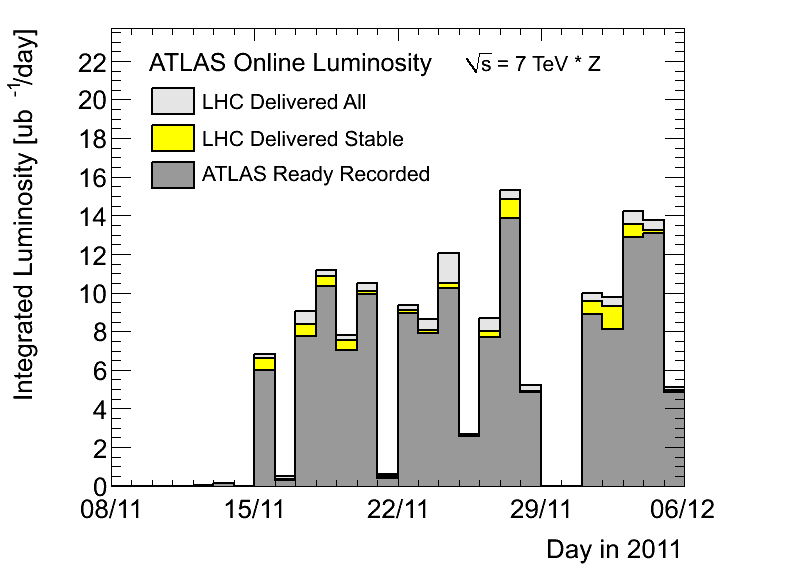 Integrated Luminosity [ub ⁻¹/day]
ATLAS Online Luminosity
√s = 7 TeV * Z
LHC Delivered All
LHC Delivered Stable
ATLAS Ready Recorded
22
20
18
16
14
12
10
8
6
4
2
0
08/11 15/11 22/11 29/11 06/12
Day in 2011